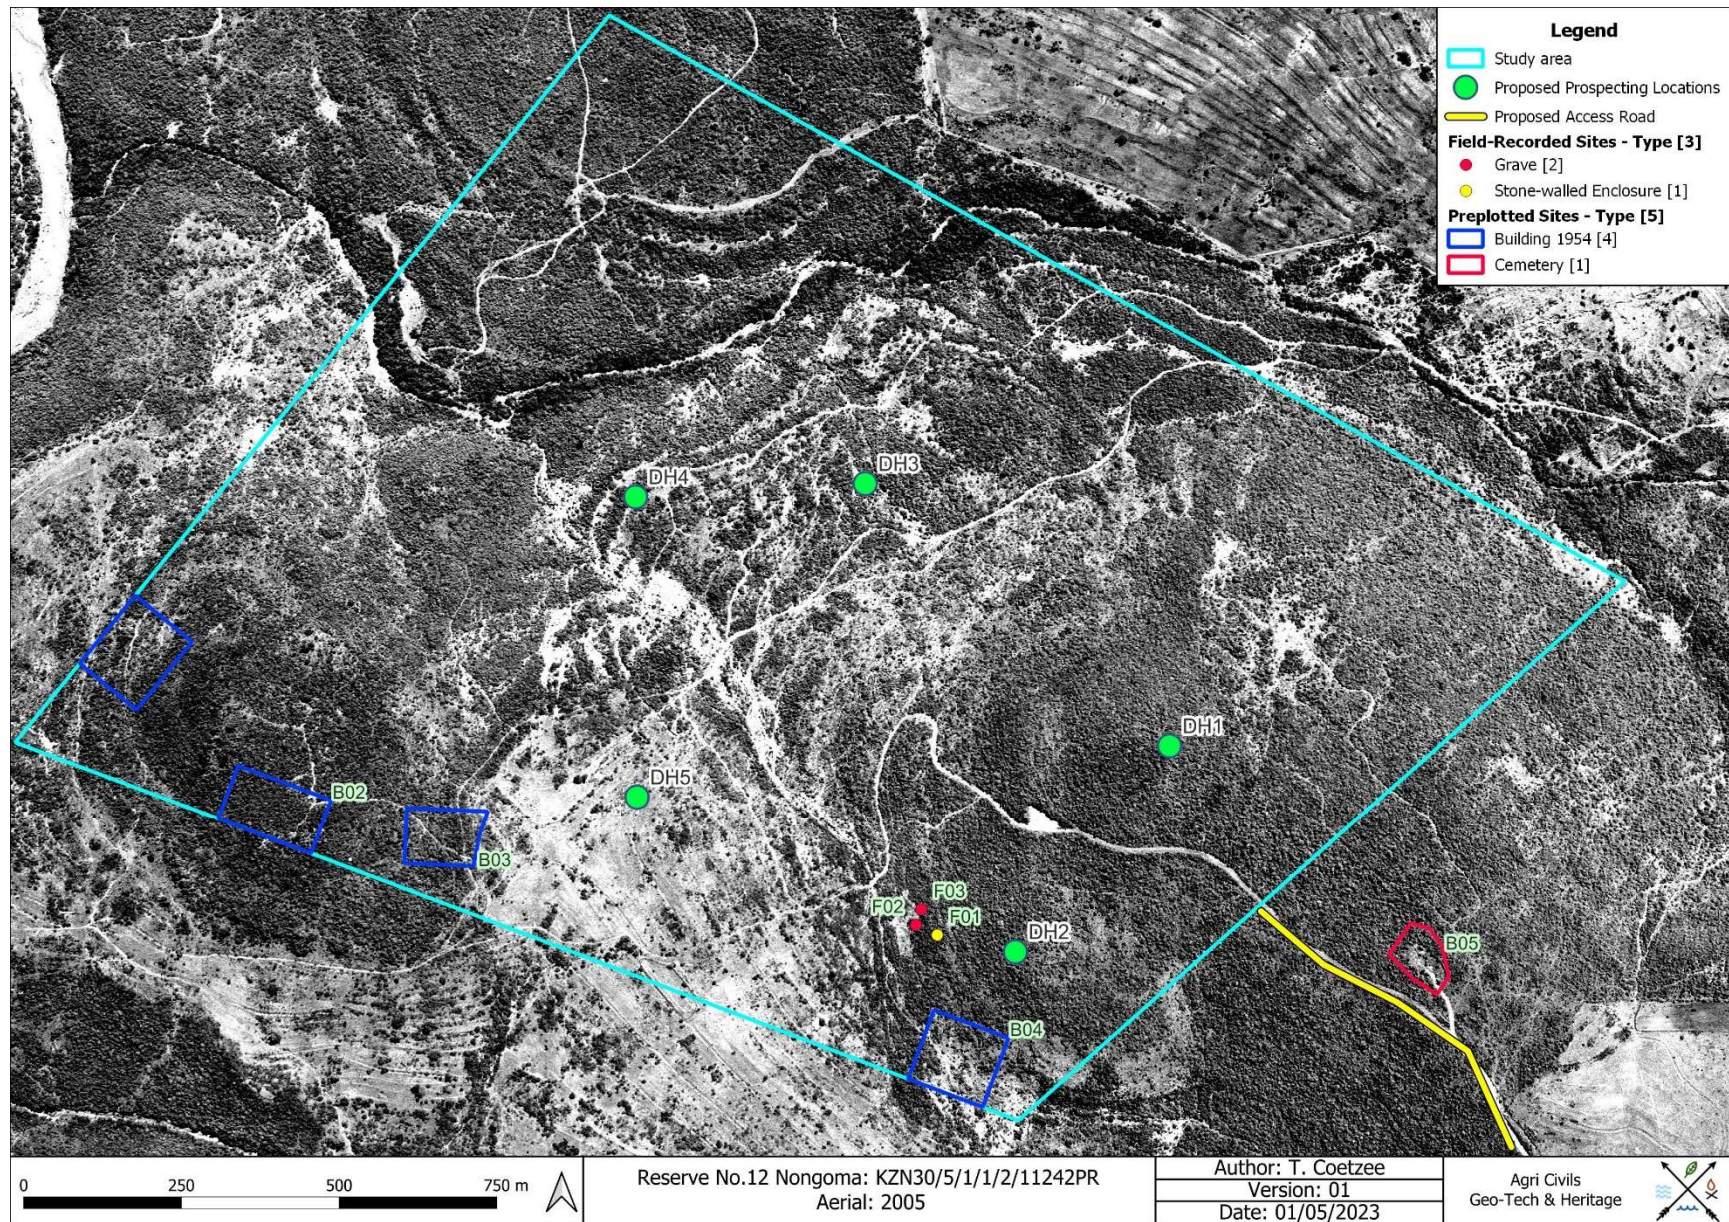 Legend
Study area
Proposed Prospecting Locations
Proposed Access Road
Field-Recorded Sites - Type [3]
Grave [2]
Stone-walled Enclosure [1]
Preplotted Sites - Type [5]
Building 1954 [4]
Cemetery [1]
DH4
DH3
DH1
DH5
B02
B03
F03
F02
F01
DH2
B05
B04
0 250 500 750 m
Reserve No.12 Nongoma: KZN30/5/1/1/2/11242PR
Aerial: 2005
Author: T. Coetzee
Version: 01
Date: 01/05/2023
Agri Civils
Geo-Tech & Heritage